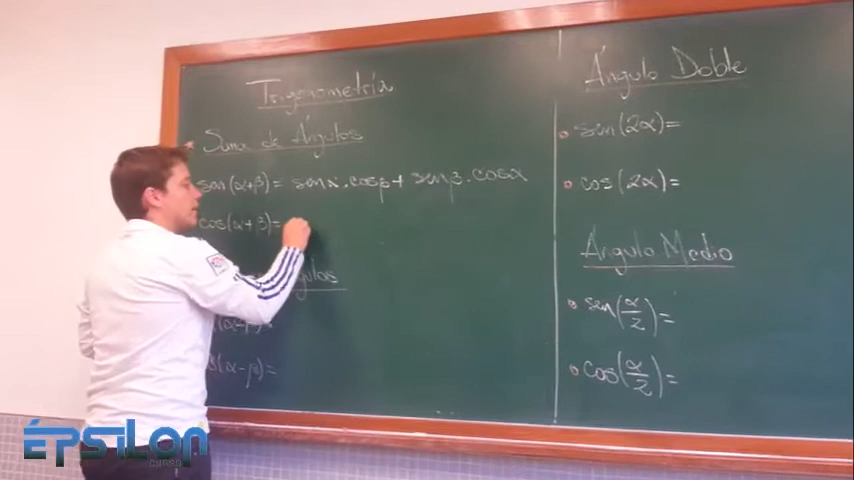 Trigonometría
Suma de Ángulos
sen(α+β)= senα.cosβ+ senβ.cosα
cos(α+β)=
(α-β)=
Ángulo Doble
sen(2α)=
cos(2α)=
Ángulo Medio
sen(α/2)=
cos(α/2)=
ÉPSILON
CURSO